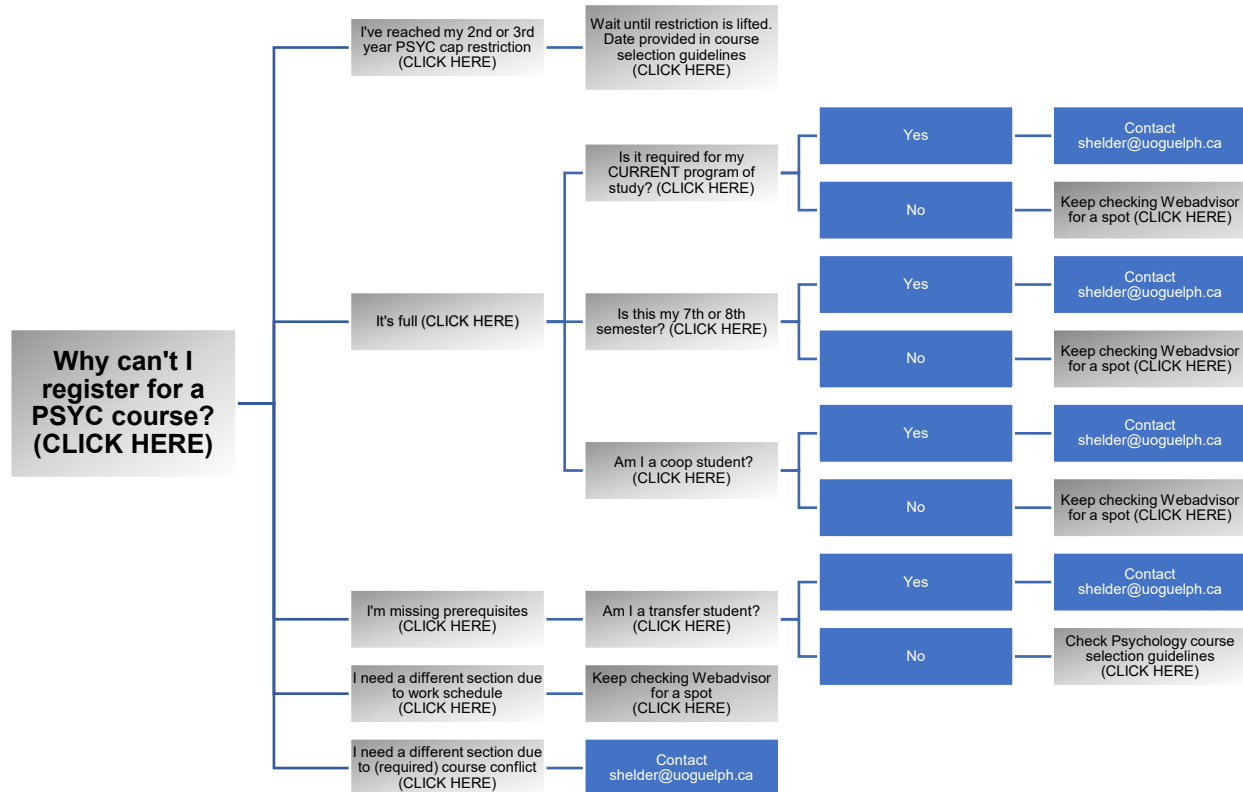 Why can't I
register for a
PSYC course?
(CLICK HERE)
I've reached my 2nd or 3rd
year PSYC cap restriction
(CLICK HERE)
Wait until restriction is lifted.
Date provided in course
selection guidelines
(CLICK HERE)
It's full (CLICK HERE)
Is it required for my
CURRENT program of
study? (CLICK HERE)
Yes
Contact
shelder@uoguelph.ca
No
Keep checking Webadvisor
for a spot (CLICK HERE)
Is this my 7th or 8th
semester? (CLICK HERE)
Yes
Contact
shelder@uoguelph.ca
No
Keep checking Webadvsior
for a spot (CLICK HERE)
Am I a coop student?
(CLICK HERE)
Yes
Contact
shelder@uoguelph.ca
No
Keep checking Webadvisor
for a spot (CLICK HERE)
I'm missing prerequisites
(CLICK HERE)
Am I a transfer student?
(CLICK HERE)
Yes
Contact
shelder@uoguelph.ca
No
Check Psychology course
selection guidelines
(CLICK HERE)
I need a different section due
to work schedule
(CLICK HERE)
Keep checking Webadvisor
for a spot
(CLICK HERE)
I need a different section due
to (required) course conflict
(CLICK HERE)
Contact
shelder@uoguelph.ca